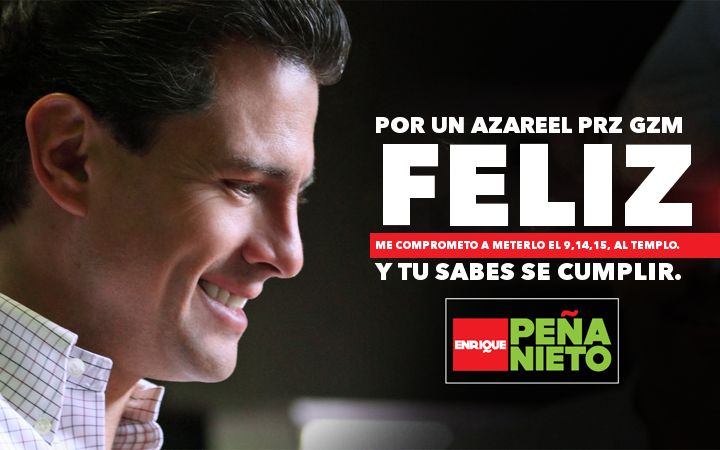 POR UN AZAREEL PRZ GZM
FELIZ
ME COMPROMETO A METERLO EL 9,14,15, AL TEMPLO.
Y TU SABES SE CUMPLIR.
ENRIQUE
PEÑA
NIETO